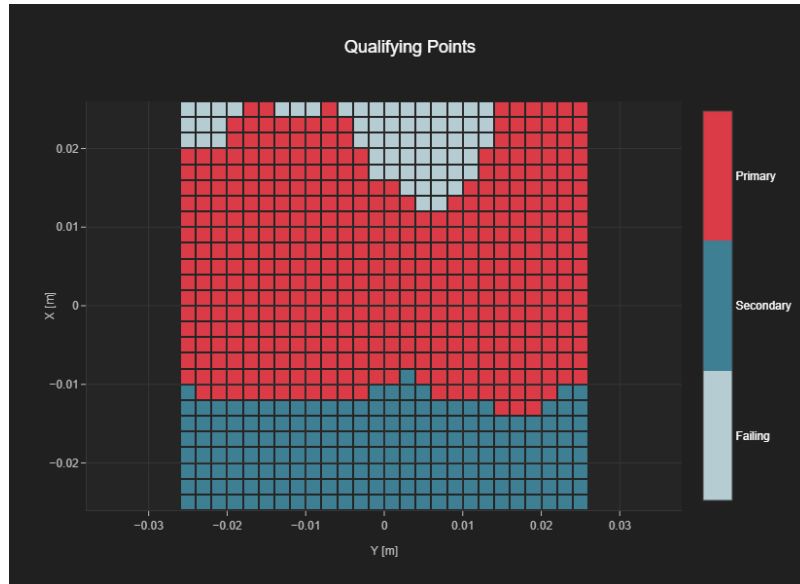 Qualifying Points
0.02
0.01
0
−0.01
−0.02
X [m]
−0.03
−0.02
−0.01
0
0.01
0.02
0.03
Y [m]
Primary
Secondary
Failing